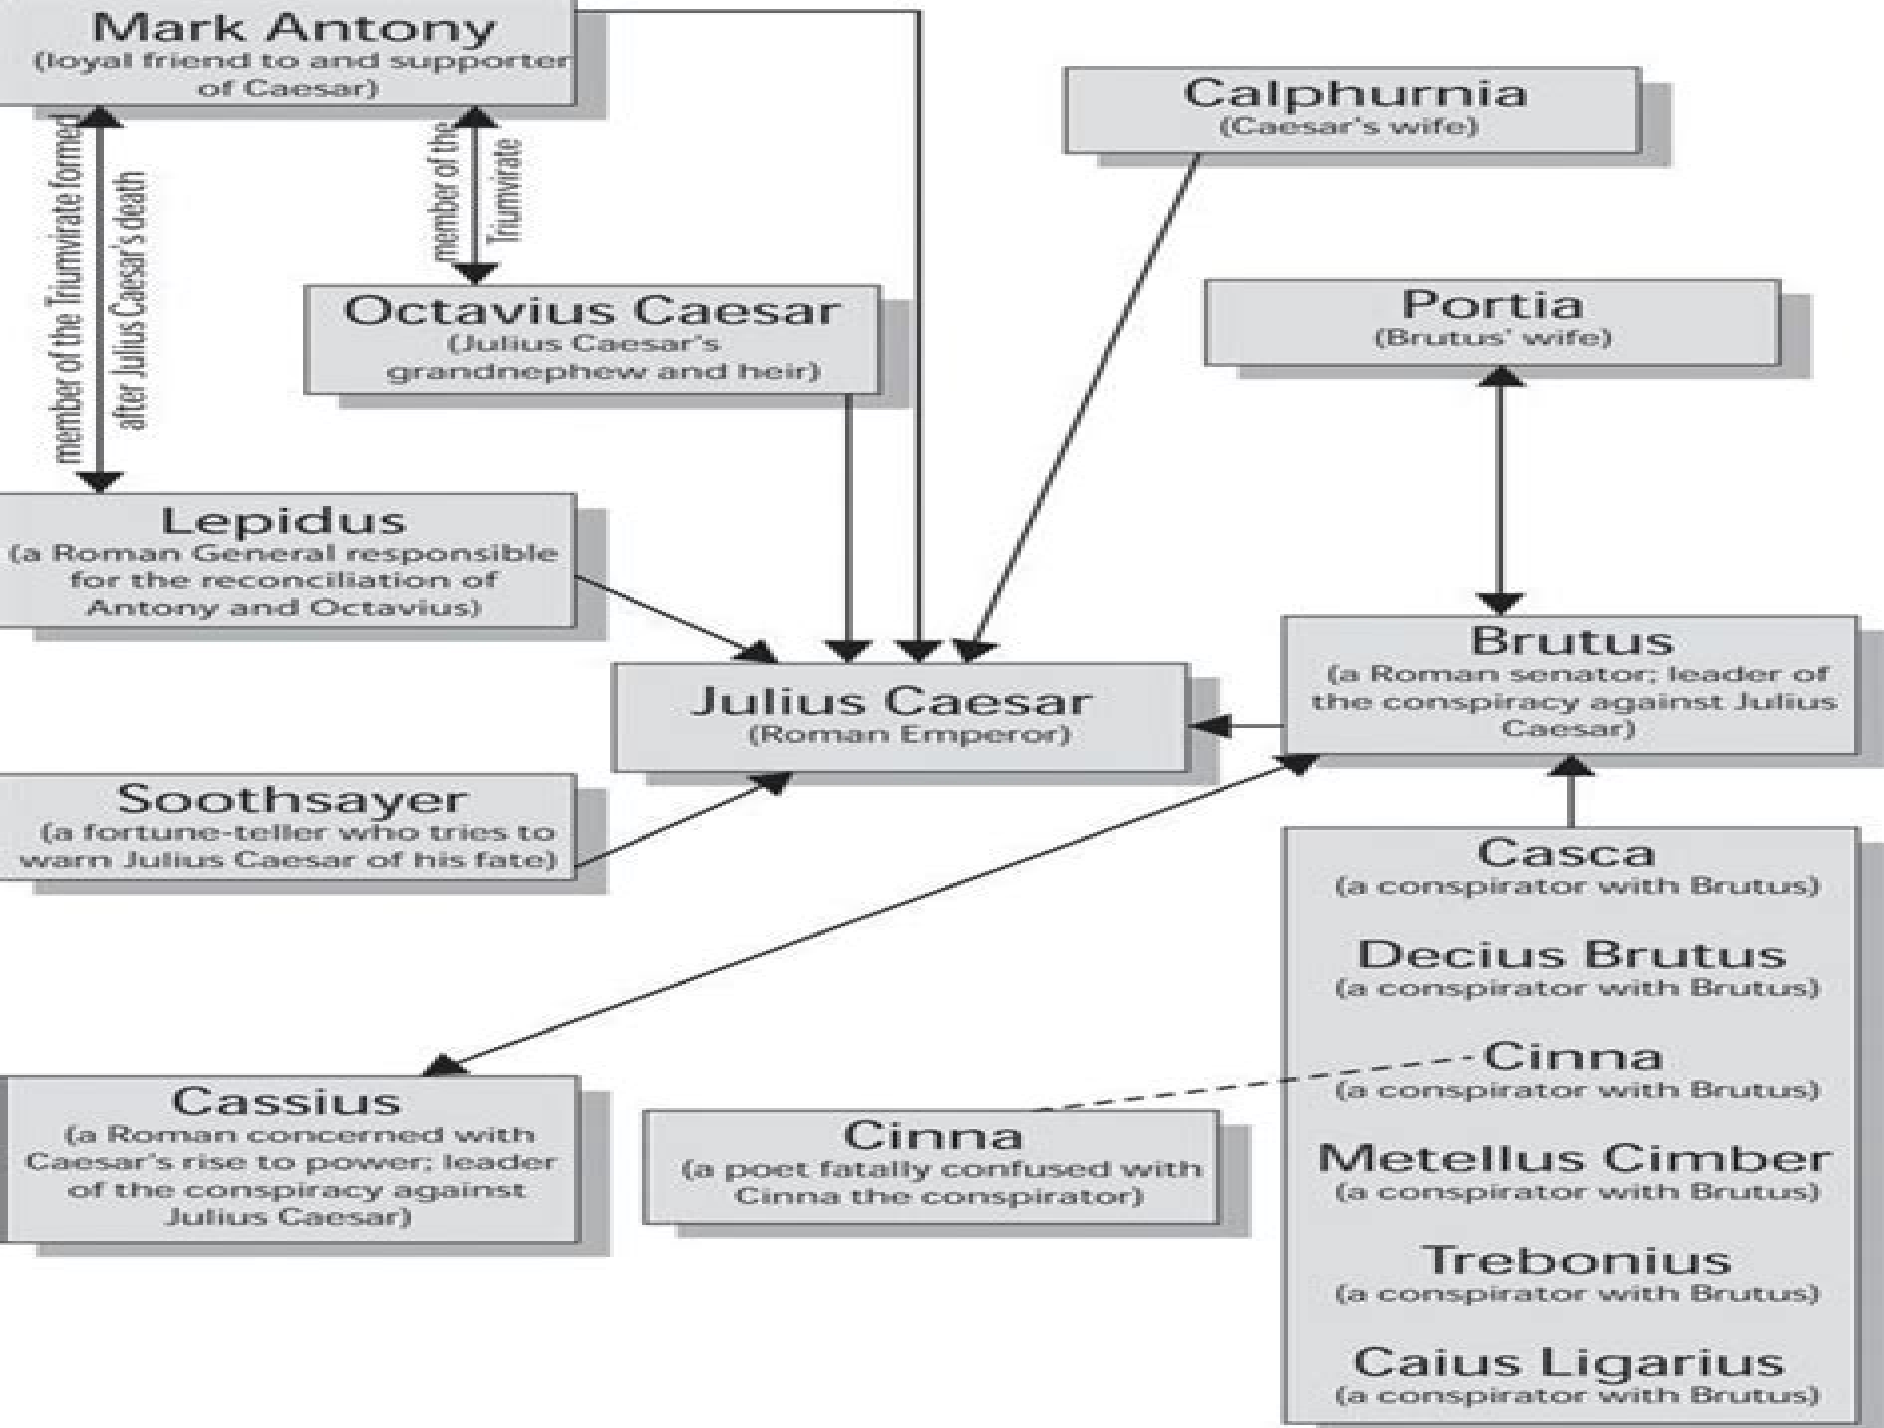 Mark Antony
(loyal friend to and supporter
of Caesar)
Calphurnia
(Caesar's wife)
member of the Triumvirate formed
after Julius Caesar's death
member of the
Triumvirate
Octavius Caesar
(Julius Caesar's
grandnephew and heir)
Portia
(Brutus' wife)
Lepidus
(a Roman General responsible
for the reconciliation of
Antony and Octavius)
Julius Caesar
(Roman Emperor)
Brutus
(a Roman senator; leader of
the conspiracy against Julius
Caesar)
Soothsayer
(a fortune-teller who tries to
warn Julius Caesar of his fate)
Casca
(a conspirator with Brutus)
Decius Brutus
(a conspirator with Brutus)
Cinna
(a conspirator with Brutus)
Metellus Cimber
(a conspirator with Brutus)
Trebonius
(a conspirator with Brutus)
Caius Ligarius
(a conspirator with Brutus)
Cassius
(a Roman concerned with
Caesar's rise to power; leader
of the conspiracy against
Julius Caesar)
Cinna
(a poet fatally confused with
Cinna the conspirator)